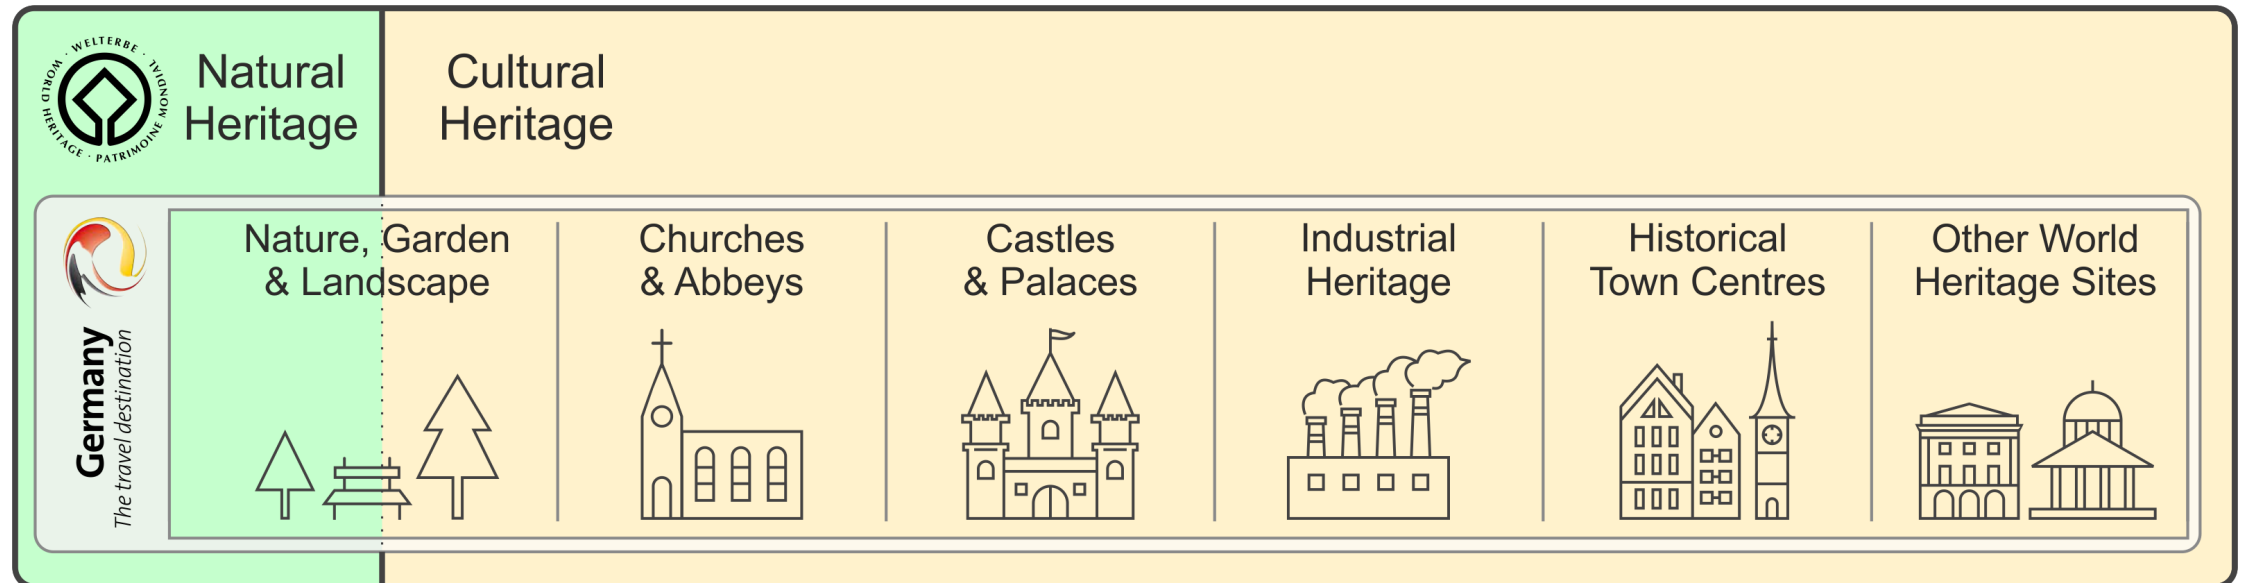 · WELTERBE · PATRIMOINE MONDIAL · WORLD HERITAGE
Natural
Heritage
Cultural
Heritage
Germany
The travel destination
Nature, Garden
& Landscape
Churches
& Abbeys
Castles
& Palaces
Industrial
Heritage
Historical
Town Centres
Other World
Heritage Sites